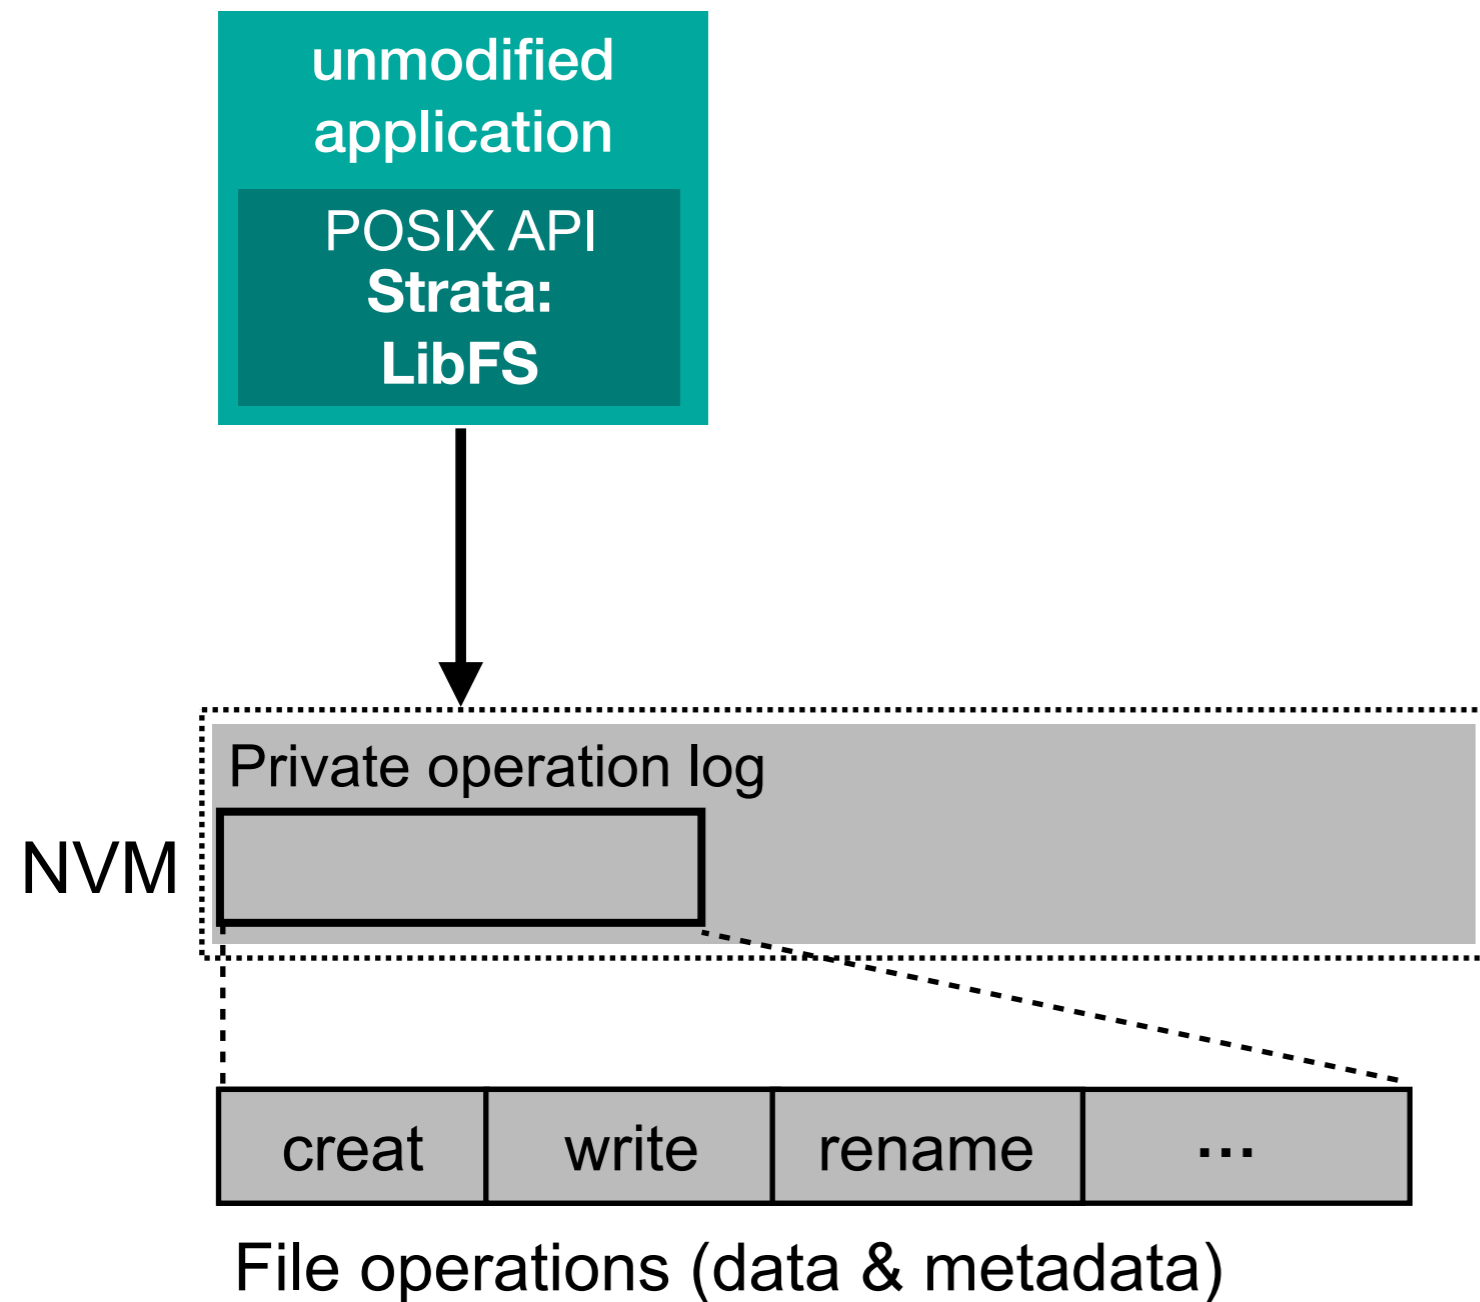 unmodified
application
POSIX API
Strata:
LibFS
Private operation log
NVM
creat write rename ...
File operations (data & metadata)